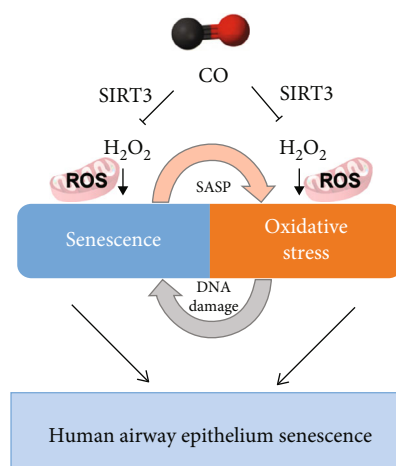 CO
SIRT3
SIRT3
H₂O₂
H₂O₂
ROS
ROS
SASP
Senescence
Oxidative
stress
DNA
damage
Human airway epithelium senescence